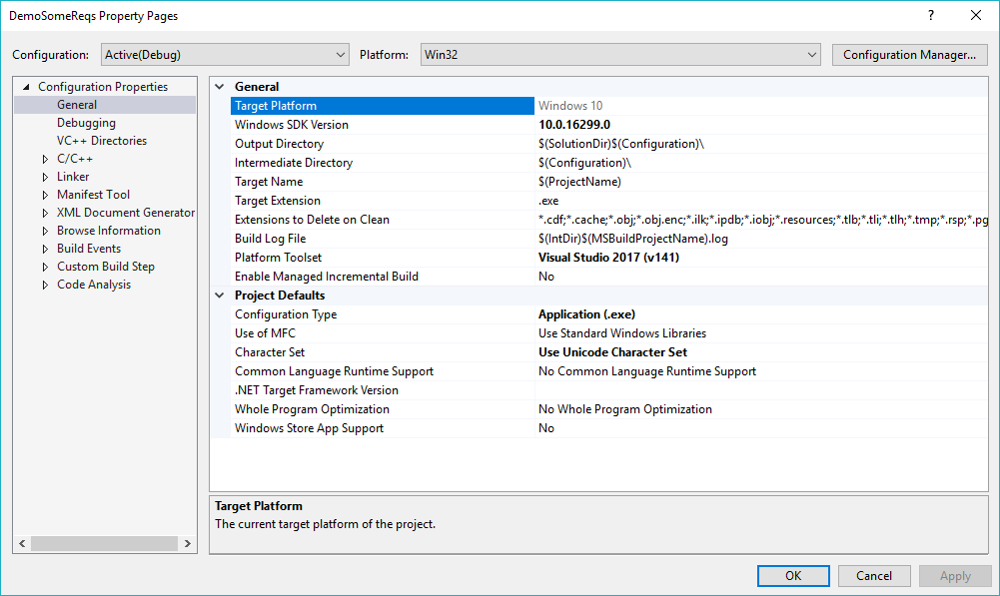 DemoSomeReqs Property Pages
?
Configuration: Active(Debug) Platform: Win32 Configuration Manager...
Configuration Properties
General
Debugging
VC++ Directories
C/C++
Linker
Manifest Tool
XML Document Generator
Browse Information
Build Events
Custom Build Step
Code Analysis
General
Target Platform Windows 10
Windows SDK Version 10.0.16299.0
Output Directory $(SolutionDir)$(Configuration)\
Intermediate Directory $(Configuration)\
Target Name $(ProjectName)
Target Extension .exe
Extensions to Delete on Clean *.cdf;*.cache;*.obj;*.obj.enc;*.ilk;*.ipdb;*.iobj;*.resources;*.tlb;*.tli;*.tlh;*.tmp;*.rsp;*.pg
Build Log File $(IntDir)$(MSBuildProjectName).log
Platform Toolset Visual Studio 2017 (v141)
Enable Managed Incremental Build No
Project Defaults
Configuration Type Application (.exe)
Use of MFC Use Standard Windows Libraries
Character Set Use Unicode Character Set
Common Language Runtime Support No Common Language Runtime Support
.NET Target Framework Version
Whole Program Optimization No Whole Program Optimization
Windows Store App Support No
Target Platform
The current target platform of the project.
OK Cancel Apply